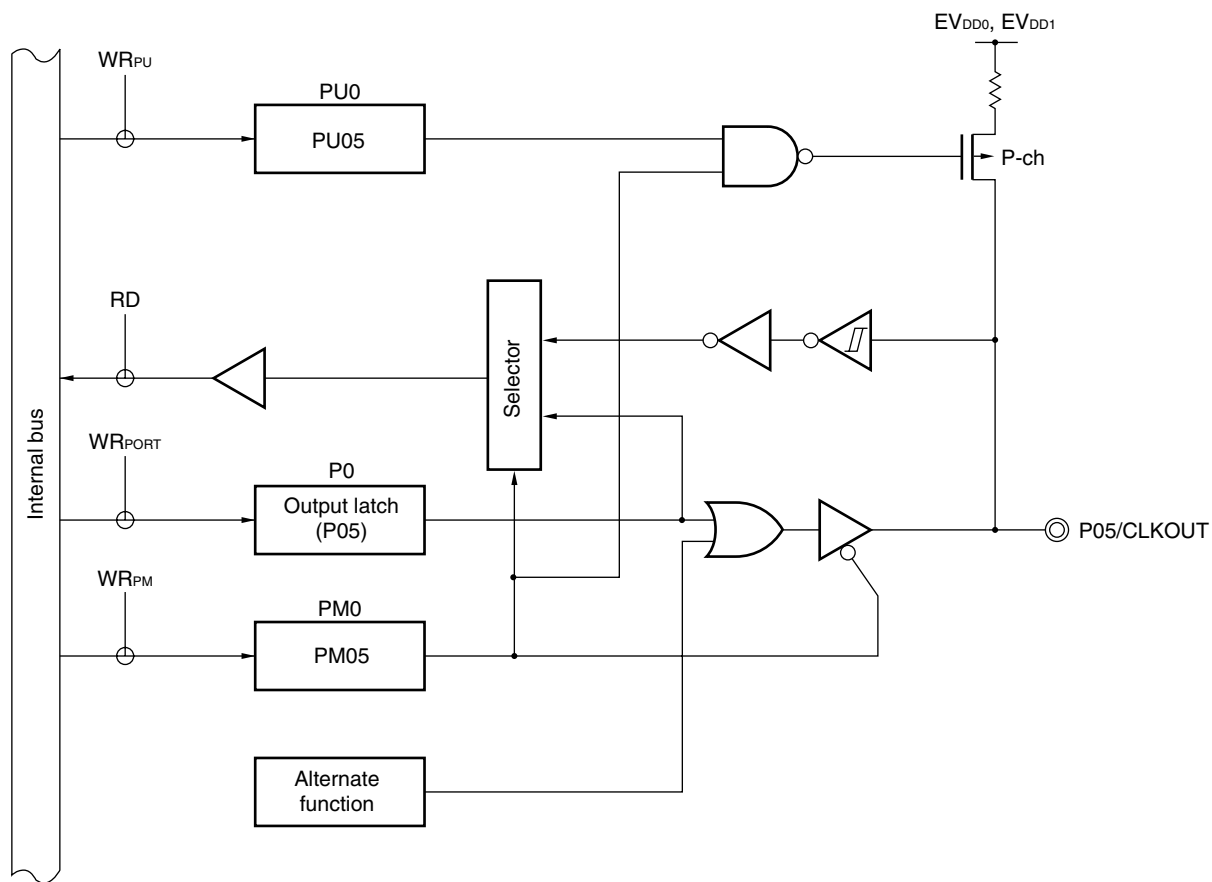 EVDD0, EVDD1
WRPU
PU0
PU05
P-ch
RD
Selector
Internal bus
WRPORT
P0
Output latch
(P05)
P05/CLKOUT
WRPM
PM0
PM05
Alternate
function